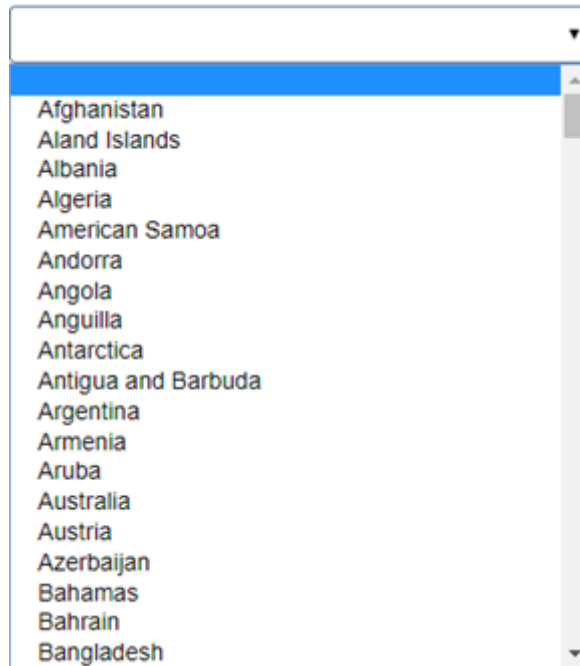 Afghanistan
Aland Islands
Albania
Algeria
American Samoa
Andorra
Angola
Anguilla
Antarctica
Antigua and Barbuda
Argentina
Armenia
Aruba
Australia
Austria
Azerbaijan
Bahamas
Bahrain
Bangladesh